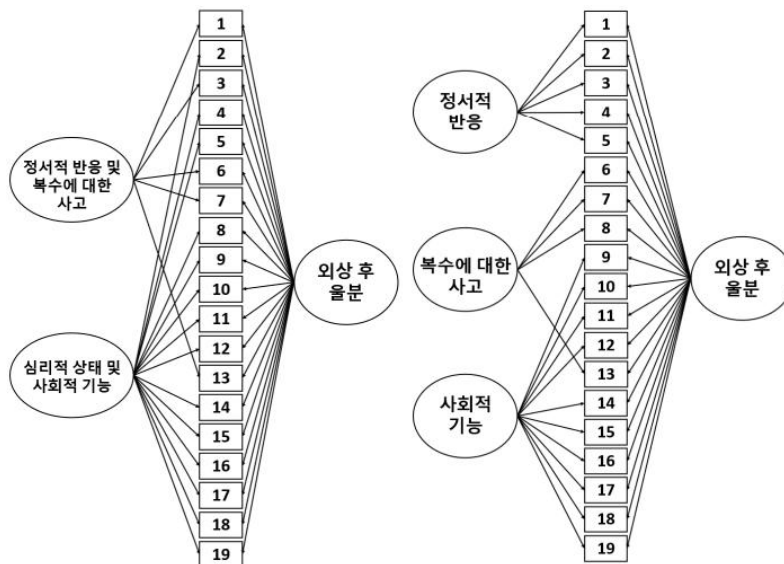 1
2
3
4
5
6
7
8
9
10
11
12
13
14
15
16
17
18
19
정서적 반응 및
복수에 대한
사고
심리적 상태 및
사회적 기능
외상 후
울분
1
2
3
4
5
6
7
8
9
10
11
12
13
14
15
16
17
18
19
정서적
반응
복수에 대한
사고
사회적
기능
외상 후
울분